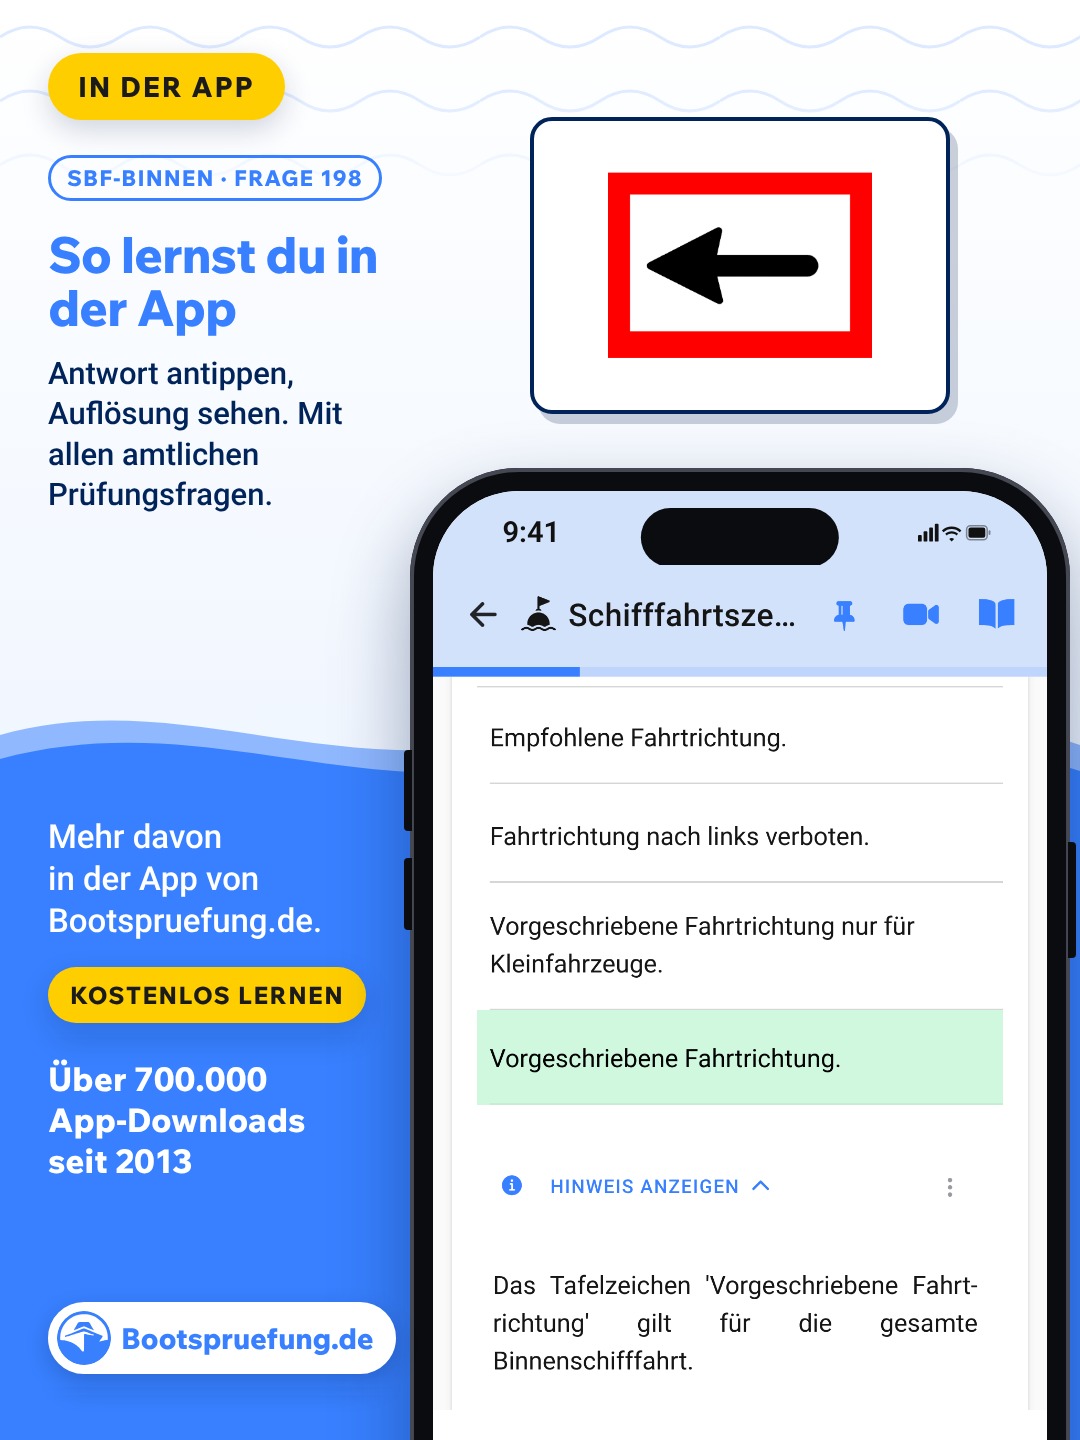 IN DER APP
SBF-BINNEN · FRAGE 198
So lernst du in
der App
Antwort antippen,
Auflösung sehen. Mit
allen amtlichen
Prüfungsfragen.
9:41
Schifffahrtsze...
Empfohlene Fahrtrichtung.
Fahrtrichtung nach links verboten.
Vorgeschriebene Fahrtrichtung nur für
Kleinfahrzeuge.
Vorgeschriebene Fahrtrichtung.
HINWEIS ANZEIGEN
Das Tafelzeichen 'Vorgeschriebene Fahrt-
richtung' gilt für die gesamte
Binnenschifffahrt.
Mehr davon
in der App von
Bootspruefung.de.
KOSTENLOS LERNEN
Über 700.000
App-Downloads
seit 2013
Bootspruefung.de